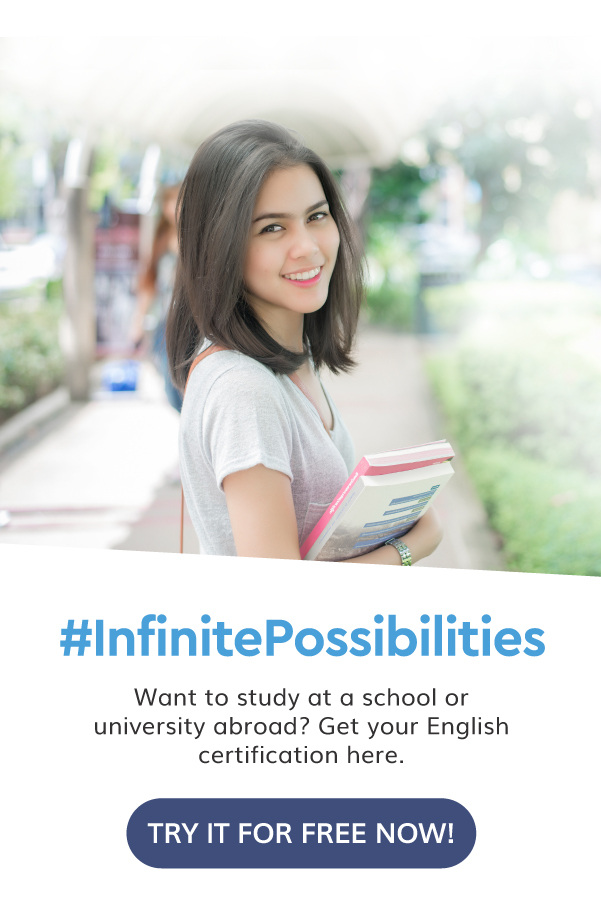 #InfinitePossibilities
Want to study at a school or
university abroad? Get your English
certification here.
TRY IT FOR FREE NOW!